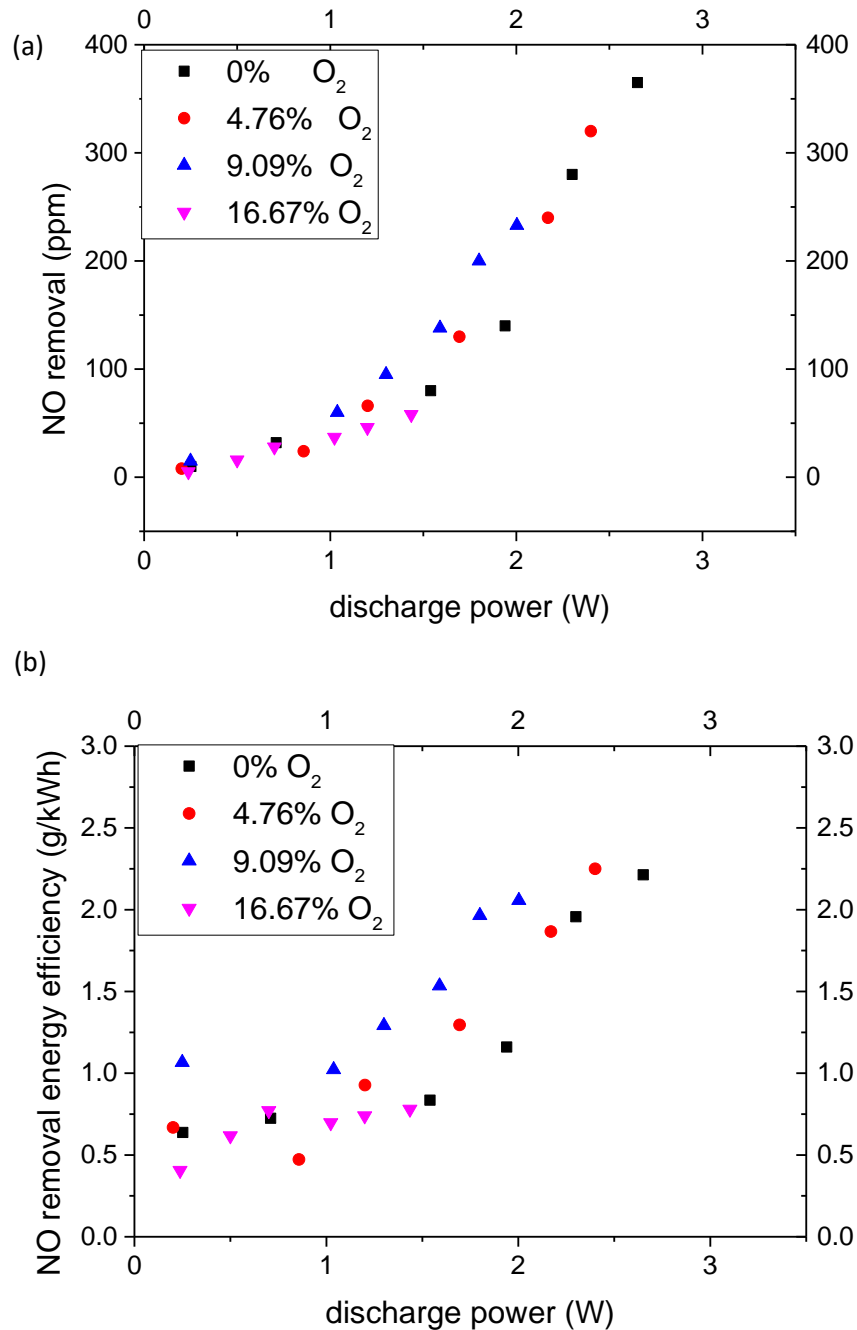 (a)
0 1 2 3
400 400
0% O2
4.76% O2
9.09% O2
16.67% O2
300 300
200 200
100 100
0 0
NO removal (ppm)
0 1 2 3
discharge power (W)
(b)
0 1 2 3
3.0 3.0
0% O2
4.76% O2
9.09% O2
16.67% O2
2.5 2.5
2.0 2.0
1.5 1.5
1.0 1.0
0.5 0.5
0.0 0.0
NO removal energy efficiency (g/kWh)
0 1 2 3
discharge power (W)